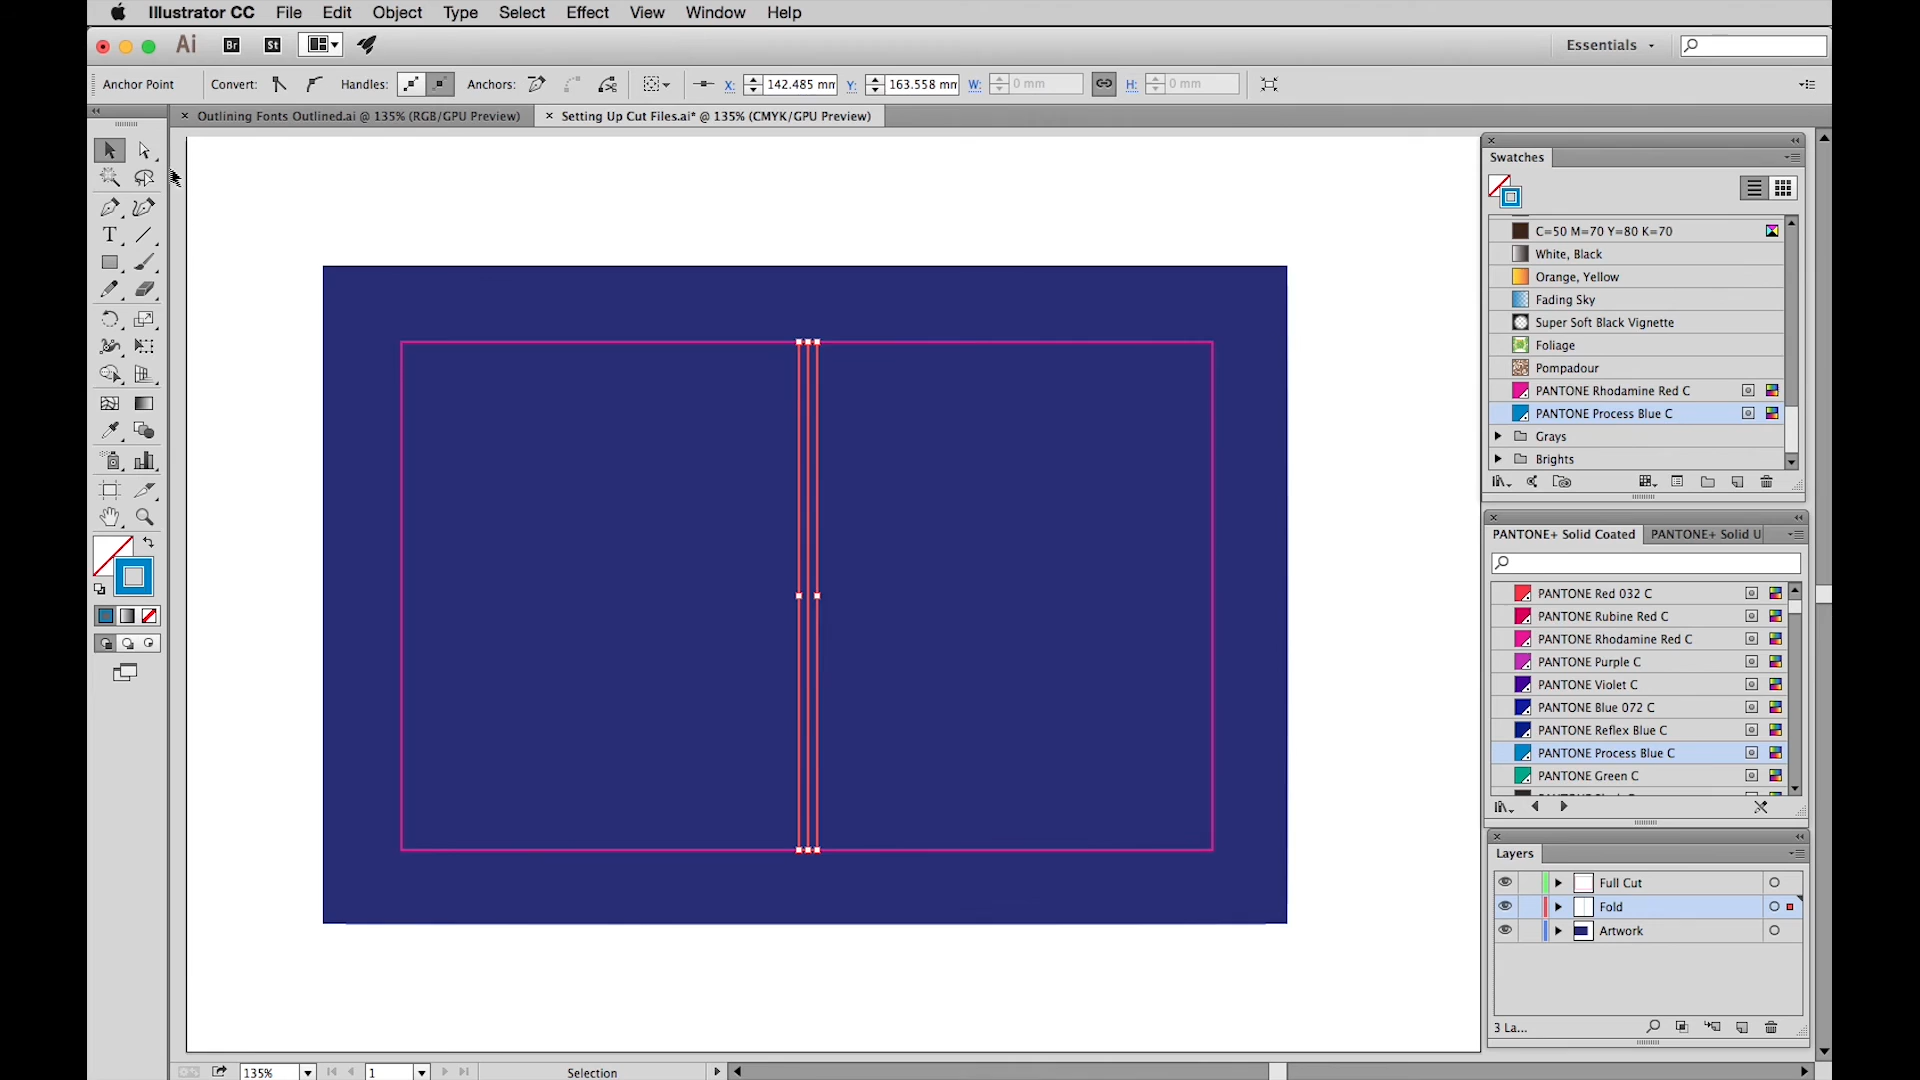 Illustrator CC File Edit Object Type Select Effect View Window Help
Ai Br St Essentials
Anchor Point Convert: Handles: Anchors: X: 142.485 mm Y: 163.558 mm W: 0 mm H: 0 mm
Outlining Fonts Outlined.ai @ 135% (RGB/GPU Preview) Setting Up Cut Files.ai* @ 135% (CMYK/GPU Preview)
Swatches
C=50 M=70 Y=80 K=70
White, Black
Orange, Yellow
Fading Sky
Super Soft Black Vignette
Foliage
Pompadour
PANTONE Rhodamine Red C
PANTONE Process Blue C
Grays
Brights
PANTONE+ Solid Coated PANTONE+ Solid U
PANTONE Red 032 C
PANTONE Rubine Red C
PANTONE Rhodamine Red C
PANTONE Purple C
PANTONE Violet C
PANTONE Blue 072 C
PANTONE Reflex Blue C
PANTONE Process Blue C
PANTONE Green C
Layers
Full Cut
Fold
Artwork
3 La...
135% 1 Selection